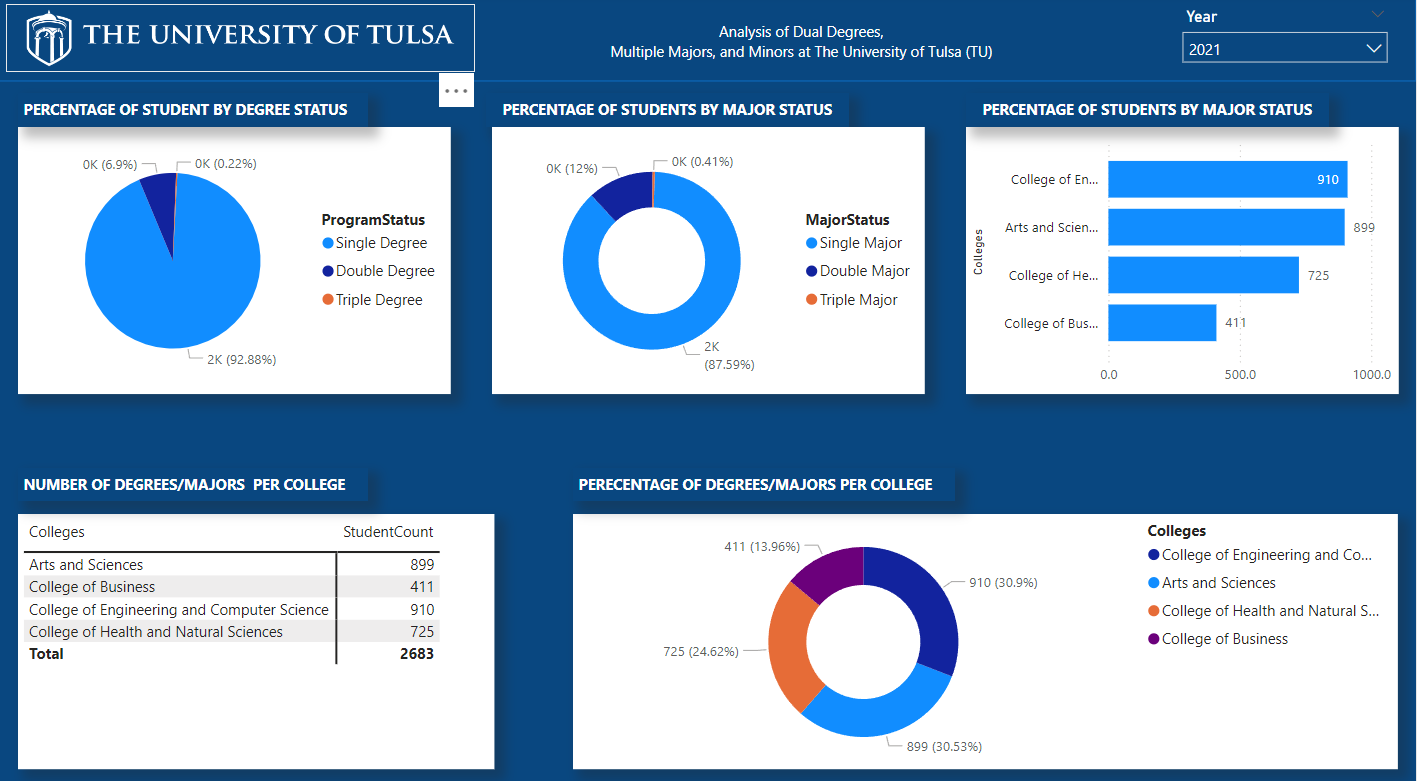 THE UNIVERSITY OF TULSA
Analysis of Dual Degrees,
Multiple Majors, and Minors at The University of Tulsa (TU)
Year
2021
PERCENTAGE OF STUDENT BY DEGREE STATUS
0K (6.9%)
0K (0.22%)
2K (92.88%)
ProgramStatus
Single Degree
Double Degree
Triple Degree
PERCENTAGE OF STUDENTS BY MAJOR STATUS
0K (12%)
0K (0.41%)
2K
(87.59%)
MajorStatus
Single Major
Double Major
Triple Major
PERCENTAGE OF STUDENTS BY MAJOR STATUS
Colleges
College of En... 910
Arts and Scien... 899
College of He... 725
College of Bus... 411
0.0 500.0 1000.0
NUMBER OF DEGREES/MAJORS PER COLLEGE
Colleges StudentCount
Arts and Sciences 899
College of Business 411
College of Engineering and Computer Science 910
College of Health and Natural Sciences 725
Total 2683
PERECENTAGE OF DEGREES/MAJORS PER COLLEGE
411 (13.96%)
910 (30.9%)
725 (24.62%)
899 (30.53%)
Colleges
College of Engineering and Co...
Arts and Sciences
College of Health and Natural S...
College of Business